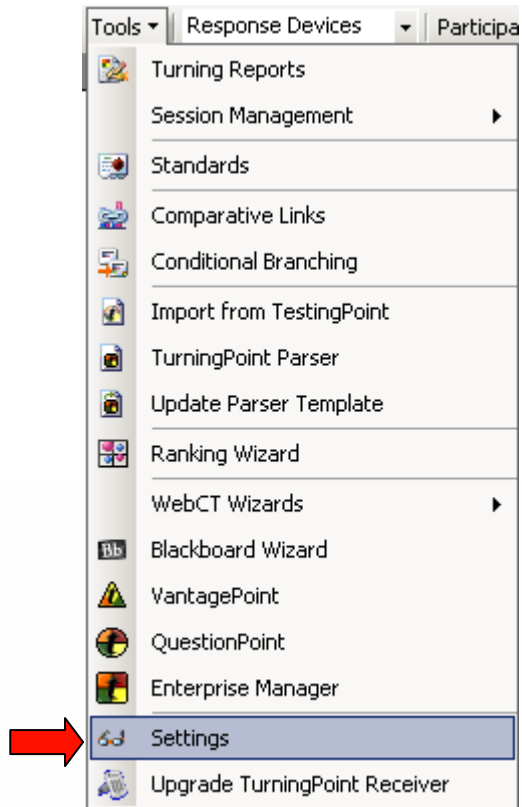 Tools Response Devices Participa
Turning Reports
Session Management
Standards
Comparative Links
Conditional Branching
Import from TestingPoint
TurningPoint Parser
Update Parser Template
Ranking Wizard
WebCT Wizards
Bb Blackboard Wizard
VantagePoint
QuestionPoint
Enterprise Manager
Settings
Upgrade TurningPoint Receiver